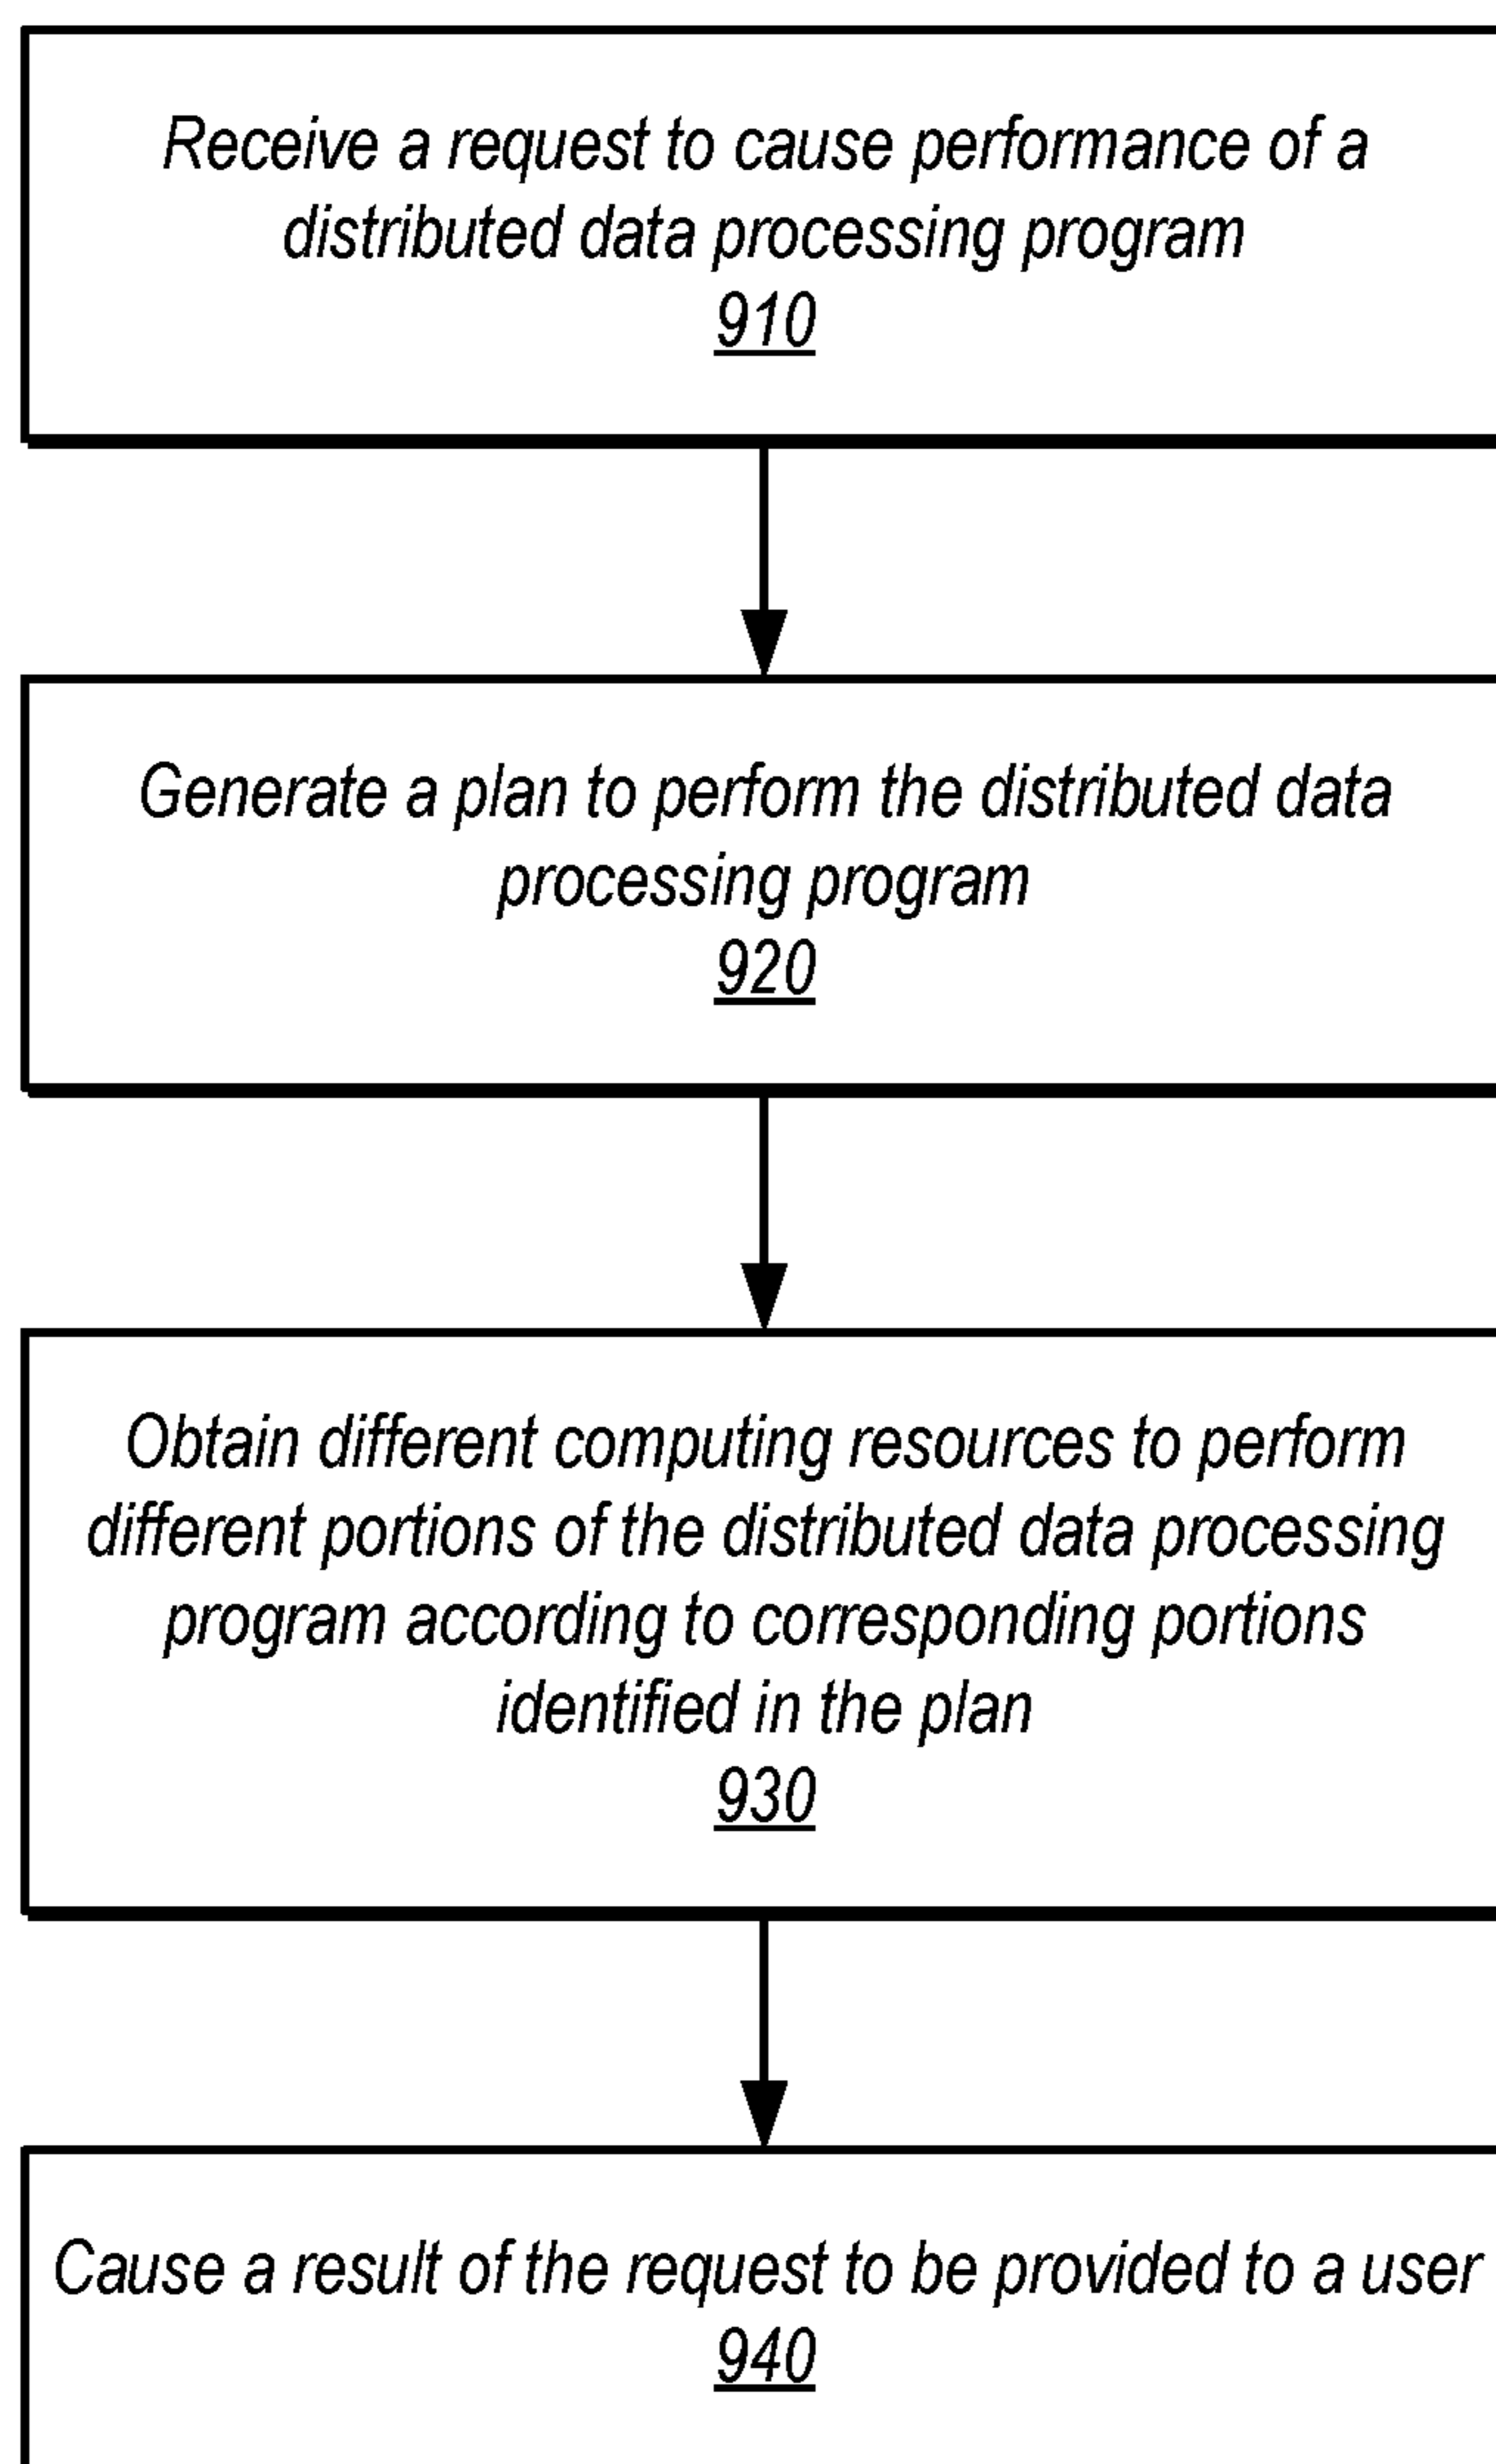 Receive a request to cause performance of a
distributed data processing program
910
Generate a plan to perform the distributed data
processing program
920
Obtain different computing resources to perform
different portions of the distributed data processing
program according to corresponding portions
identified in the plan
930
Cause a result of the request to be provided to a user
940